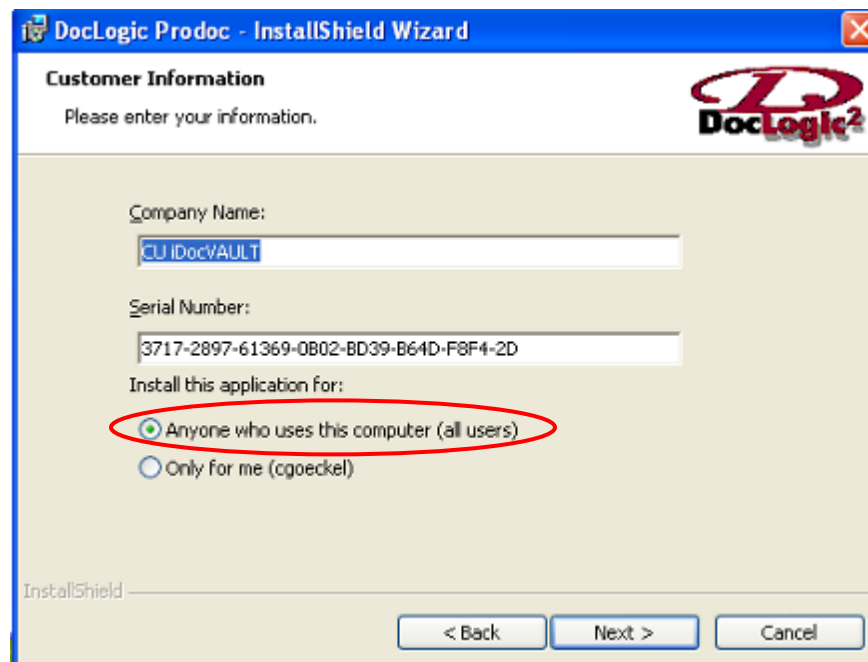 DocLogic Prodoc - InstallShield Wizard
Customer Information
Please enter your information.
DocLogic2
Company Name:
CU iDocVAULT
Serial Number:
3717-2897-61369-0B02-BD39-B64D-F8F4-2D
Install this application for:
Anyone who uses this computer (all users)
Only for me (cgoeckel)
InstallShield
< Back
Next >
Cancel